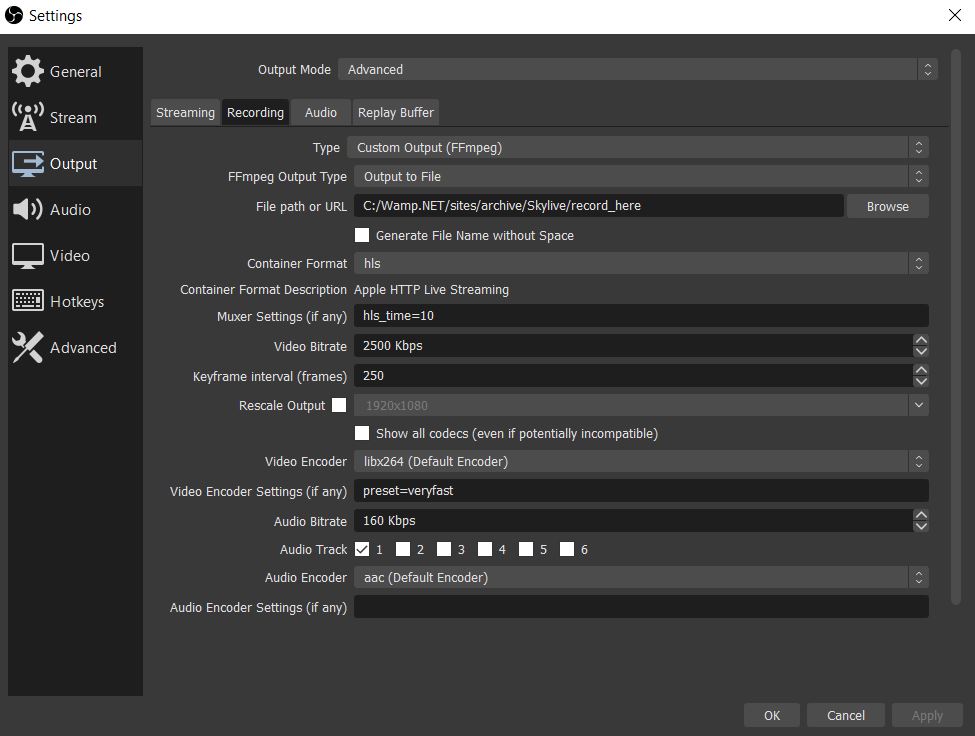 Settings
General
Stream
Output
Audio
Video
Hotkeys
Advanced
Output Mode Advanced
Streaming Recording Audio Replay Buffer
Type Custom Output (FFmpeg)
FFmpeg Output Type Output to File
File path or URL C:/Wamp.NET/sites/archive/Skylive/record_here Browse
Generate File Name without Space
Container Format hls
Container Format Description Apple HTTP Live Streaming
Muxer Settings (if any) hls_time=10
Video Bitrate 2500 Kbps
Keyframe interval (frames) 250
Rescale Output 1920x1080
Show all codecs (even if potentially incompatible)
Video Encoder libx264 (Default Encoder)
Video Encoder Settings (if any) preset=veryfast
Audio Bitrate 160 Kbps
Audio Track 1 2 3 4 5 6
Audio Encoder aac (Default Encoder)
Audio Encoder Settings (if any)
OK Cancel Apply